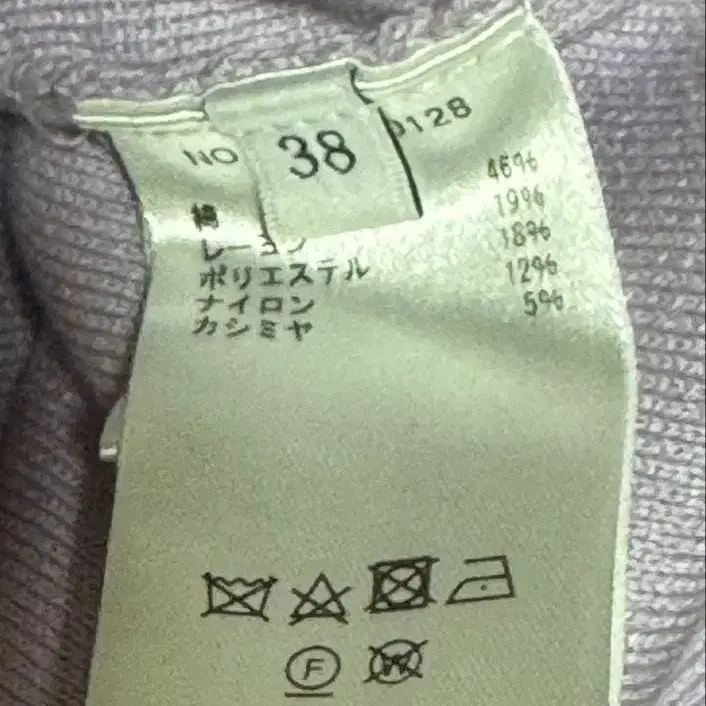 38
NO 0128
綿 46%
レーヨン 19%
ポリエステル 18%
ナイロン 12%
カシミヤ 5%
F
W